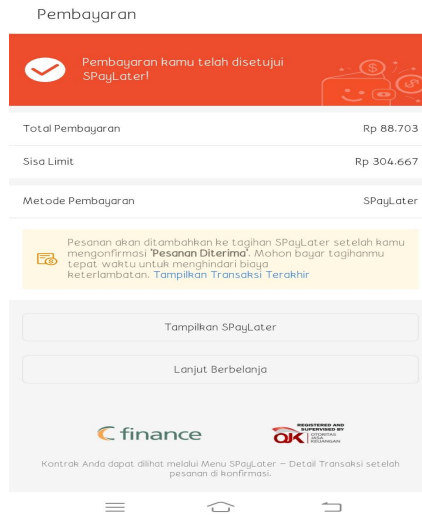 Pembayaran
Pembayaran kamu telah disetujui
SPayLater!
Total Pembayaran Rp 88.703
Sisa Limit Rp 304.667
Metode Pembayaran SPayLater
Pesanan akan ditambahkan ke tagihan SPayLater setelah kamu
mengonfirmasi 'Pesanan Diterima'. Mohon bayar tagihanmu
tepat waktu untuk menghindari biaya
keterlambatan. Tampilkan Transaksi Terakhir
Tampilkan SPayLater
Lanjut Berbelanja
C finance
REGISTERED AND
SUPERVISED BY
OJK OTORITAS
JASA
KEUANGAN
Kontrak Anda dapat dilihat melalui Menu SPayLater – Detail Transaksi setelah
pesanan di konfirmasi.